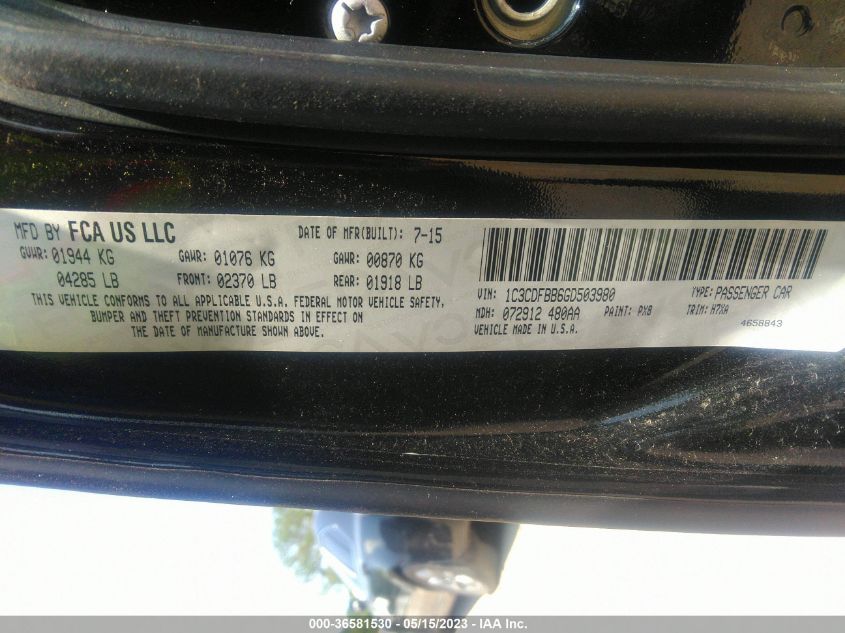 MFD BY FCA US LLC DATE OF MFR(BUILT): 7-15
GVWR: 01944 KG GAWR: 01076 KG GAWR: 00870 KG
04285 LB FRONT: 02370 LB REAR: 01918 LB
THIS VEHICLE CONFORMS TO ALL APPLICABLE U.S.A. FEDERAL MOTOR VEHICLE SAFETY,
BUMPER AND THEFT PREVENTION STANDARDS IN EFFECT ON
THE DATE OF MANUFACTURE SHOWN ABOVE.
VIN: 1C3CDFBB6GD503980 TYPE: PASSENGER CAR
MDH: 072912 480AA PAINT: PX8 TRIM: H7XA
VEHICLE MADE IN U.S.A. 4658843
000-36581530 - 05/15/2023 - IAA Inc.